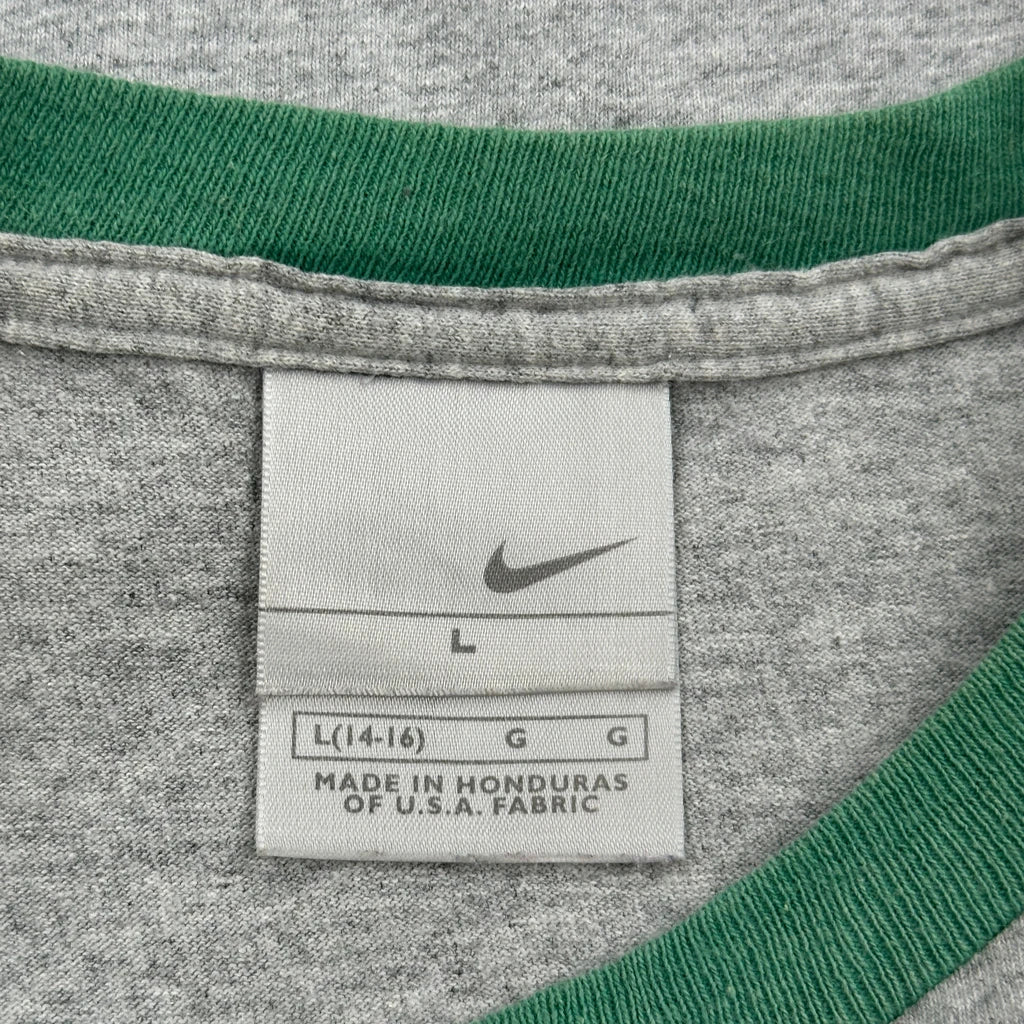 L
L(14-16) G G
MADE IN HONDURAS
OF U.S.A. FABRIC